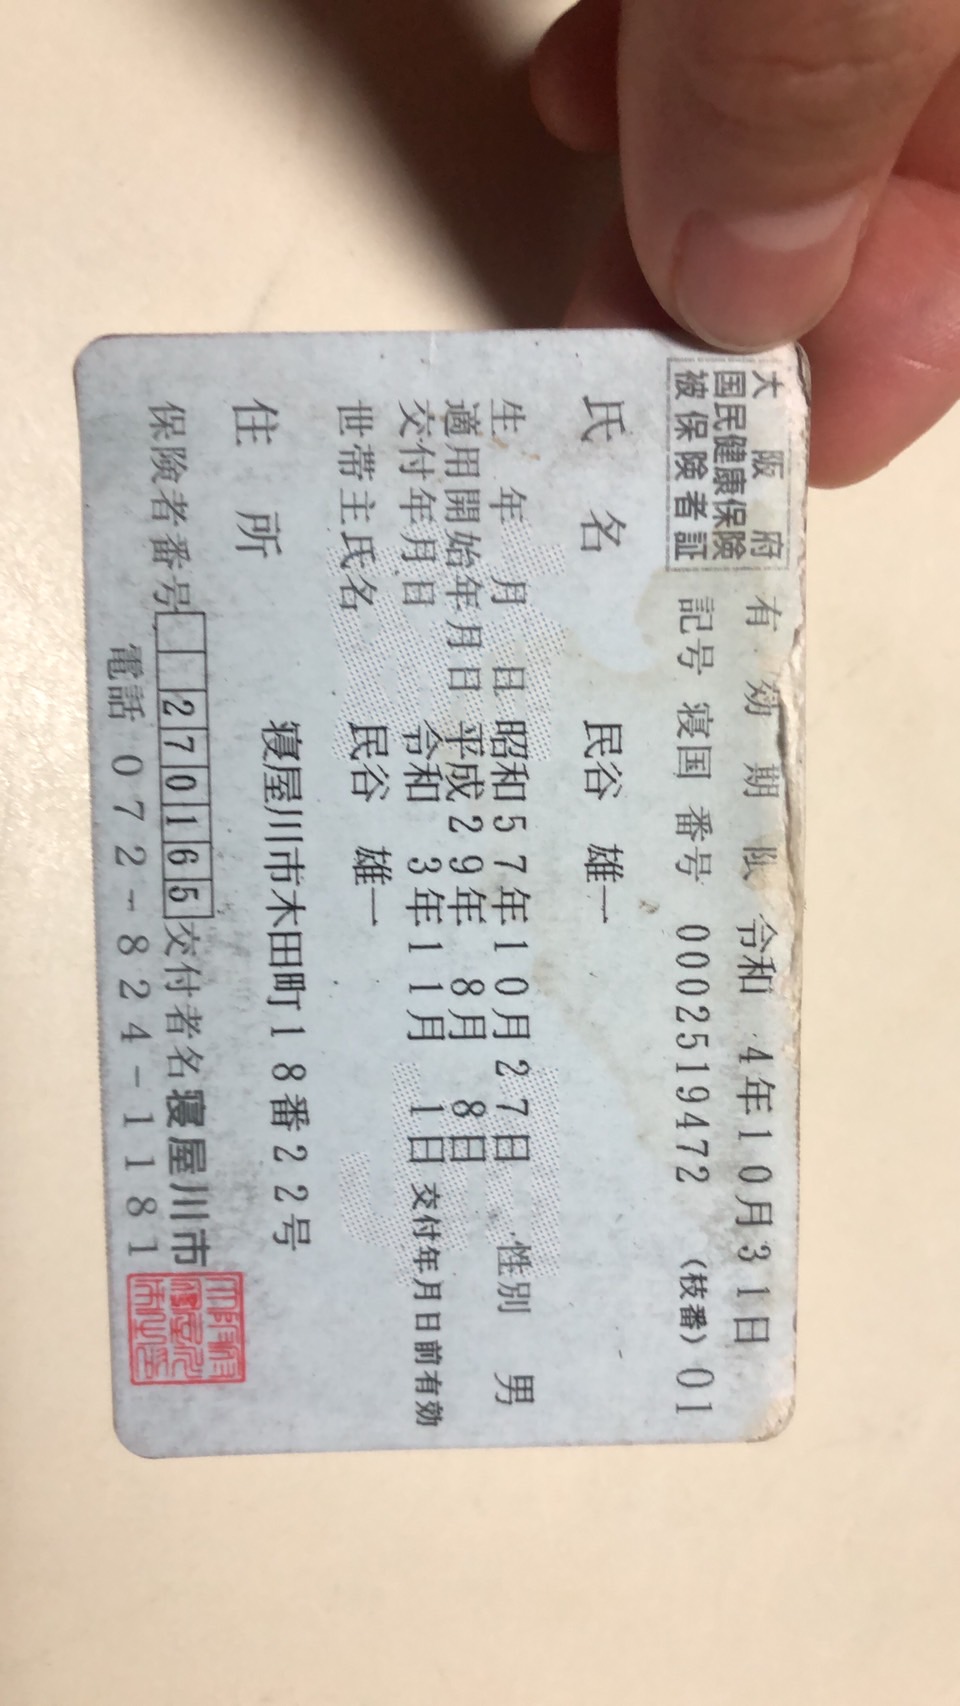 大阪府
国民健康保険
被保険者証
有効期限 令和 4年10月31日
記号 寝国 番号 0002519472 (枝番) 01
氏名 民谷 雄一
生年月日 昭和57年10月27日 性別 男
適用開始年月日 平成29年 8月 8日
交付年月日 令和 3年11月 1日 交付年月日前有効
世帯主氏名 民谷 雄一
住所 寝屋川市木田町18番22号
保険者番号 270165 交付者名 寝屋川市
電話 072-824-1181